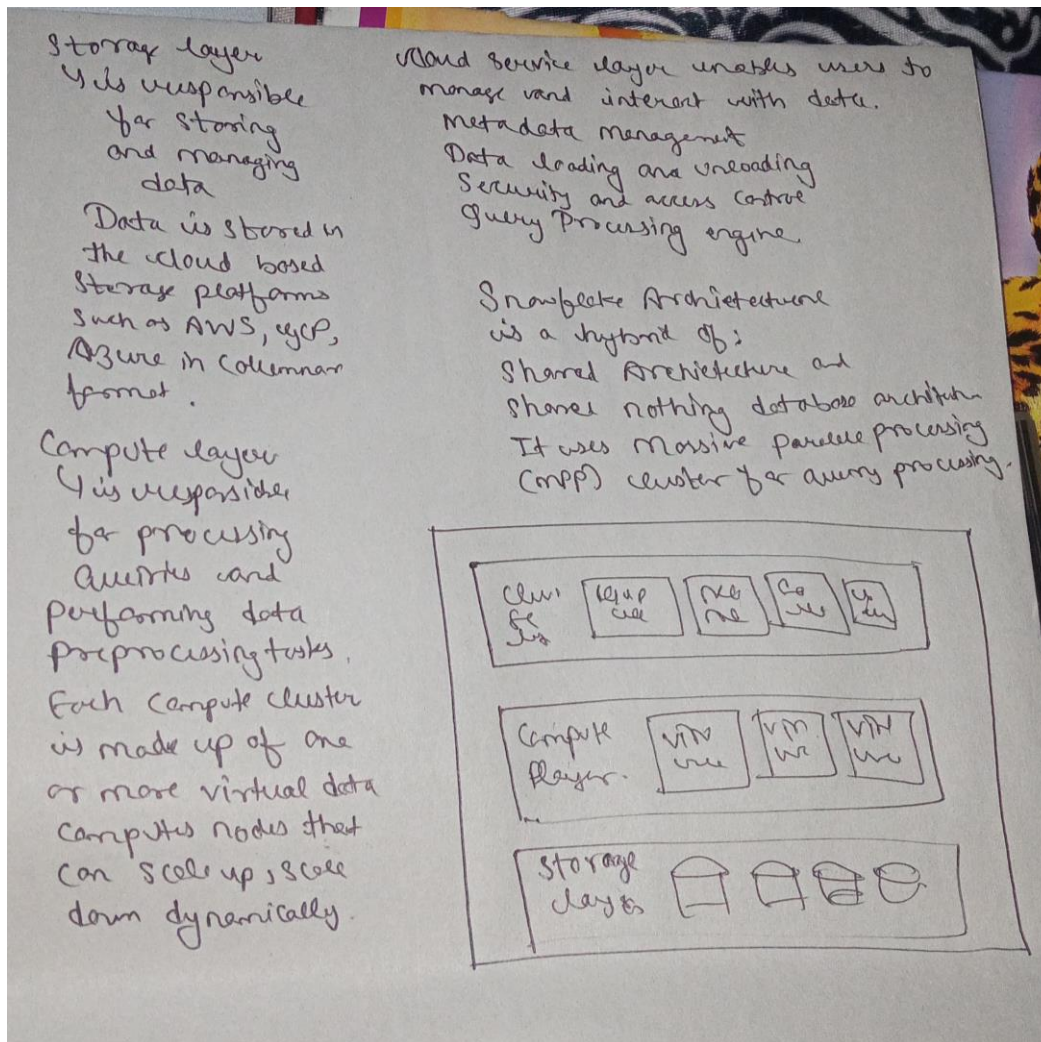 Storage layer
↳ is responsible
for storing
and managing
data
Data is stored in
the cloud based
Storage platforms
Such as AWS, GCP,
Azure in Columnar
format.
Compute layer
↳ is responsible
for processing
Queries and
performing data
preprocessing tasks.
Each Compute cluster
is made up of one
or more virtual data
computes nodes that
can scale up, scale
down dynamically.
Cloud Service layer enables users to
manage and interact with data.
Metadata management
Data loading and unloading
Security and access control
Query Processing engine.
Snowflake Archietecture
is a hybrid of:
Shared Archietecture and
Shared nothing database architecture
It uses Massive parallel processing
(MPP) cluster for query processing.
Compute
layer.
Storage
layer